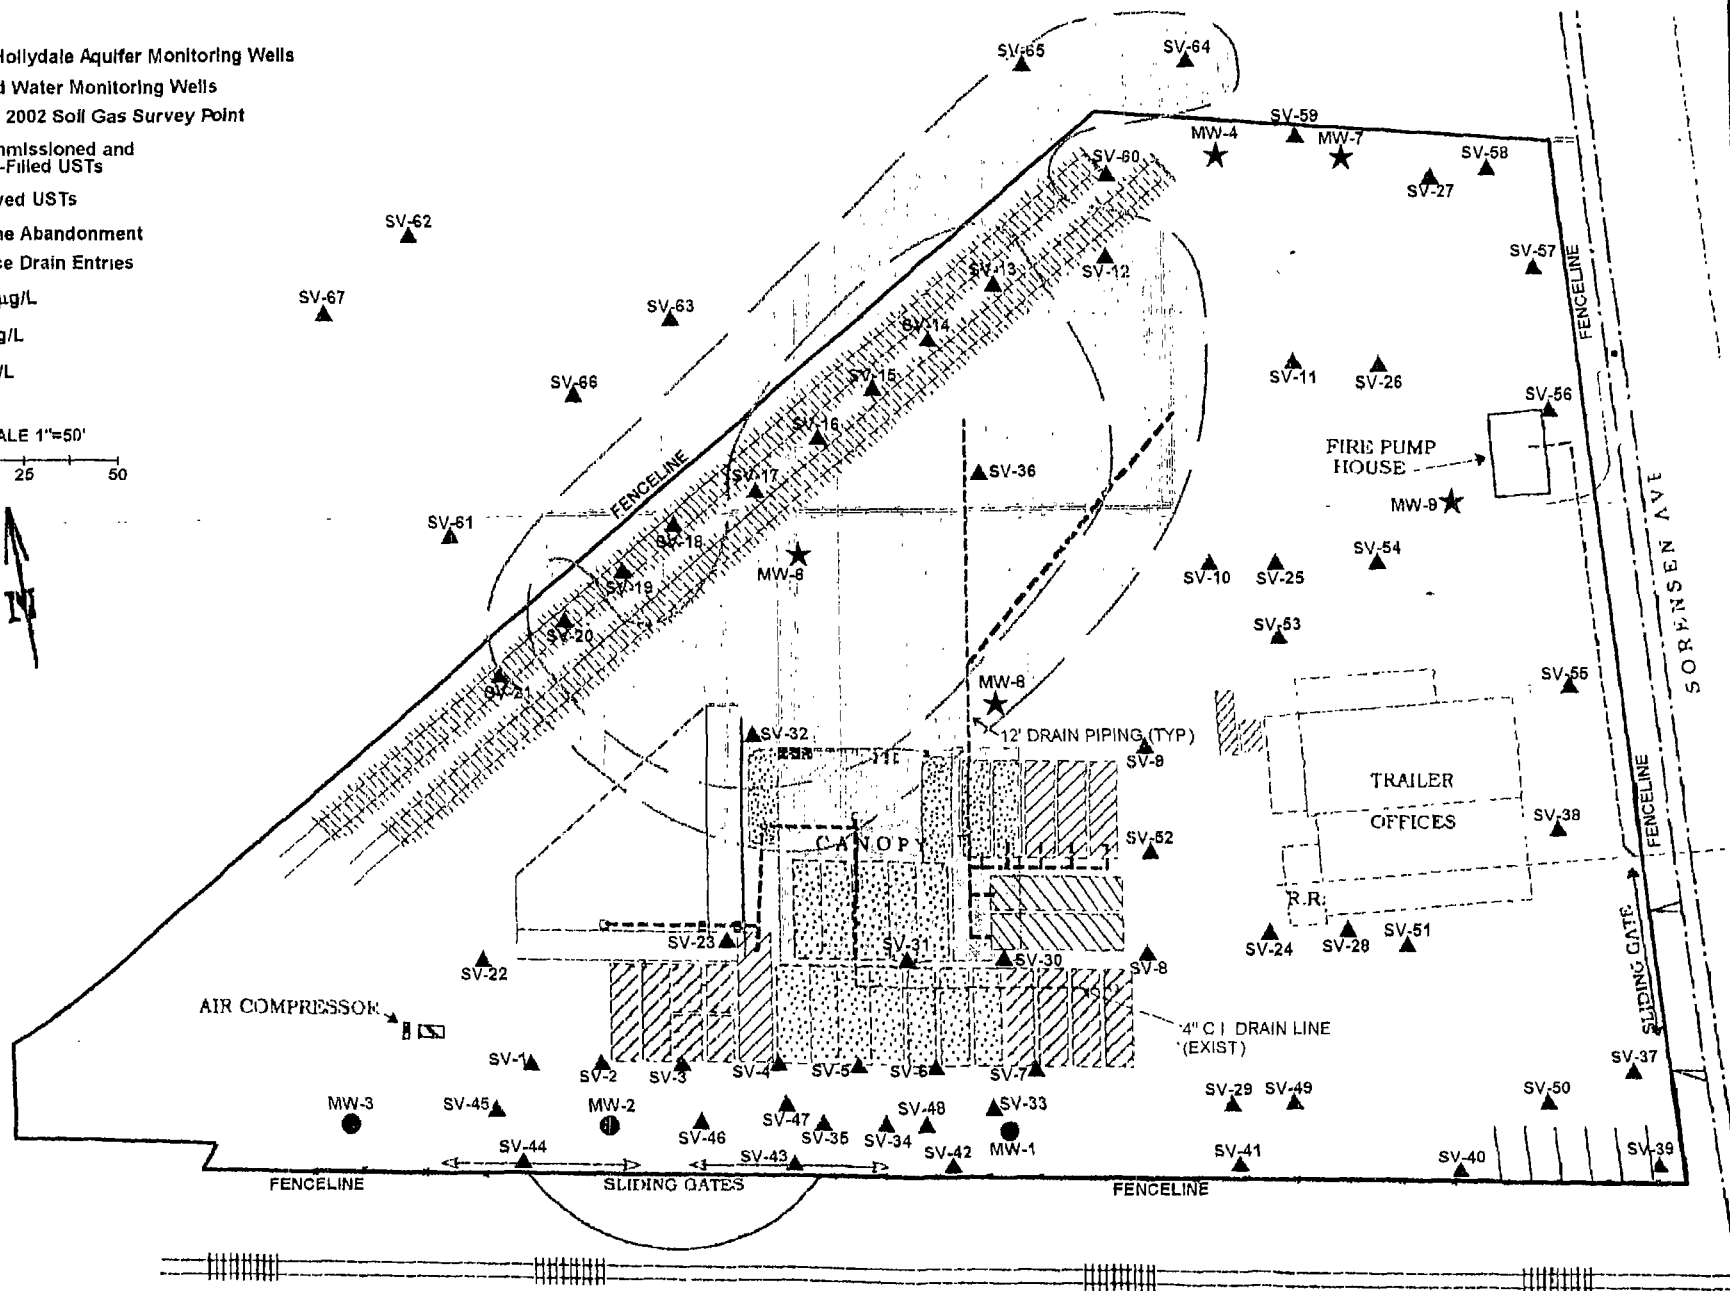 Hollydale Aquifer Monitoring Wells
d Water Monitoring Wells
2002 Soil Gas Survey Point
nmissioned and
-Filled USTs
ved USTs
ne Abandonment
ce Drain Entries
µg/L
g/L
/L
ALE 1"=50'
25 50
N
SV-65
SV-64
SV-59
MW-4
MW-7
SV-58
SV-60
SV-27
SV-62
SV-57
SV-12
SV-13
FENCELINE
SV-67
SV-63
SV-14
SV-11
SV-26
SV-66
SV-15
SV-56
SV-16
FIRE PUMP
HOUSE
SV-36
SV-17
FENCELINE
MW-9
SORENSEN AVE
SV-61
SV-18
SV-54
MW-6
SV-10
SV-25
SV-19
SV-20
SV-53
SV-21
MW-8
SV-55
SV-32
12' DRAIN PIPING (TYP)
SV-9
TRAILER
OFFICES
FENCELINE
SV-38
CANOPY
SV-52
R.R.
SV-23
SV-31
SV-30
SV-8
SV-24
SV-28
SV-51
SV-22
SLIDING GATE
AIR COMPRESSOR
4" C I DRAIN LINE
(EXIST)
SV-1
SV-2
SV-3
SV-4
SV-5
SV-6
SV-7
SV-37
MW-3
SV-45
MW-2
SV-46
SV-47
SV-35
SV-34
SV-48
SV-33
MW-1
SV-29
SV-49
SV-50
SV-44
SV-43
SV-42
SV-41
SV-40
SV-39
FENCELINE
SLIDING GATES
FENCELINE